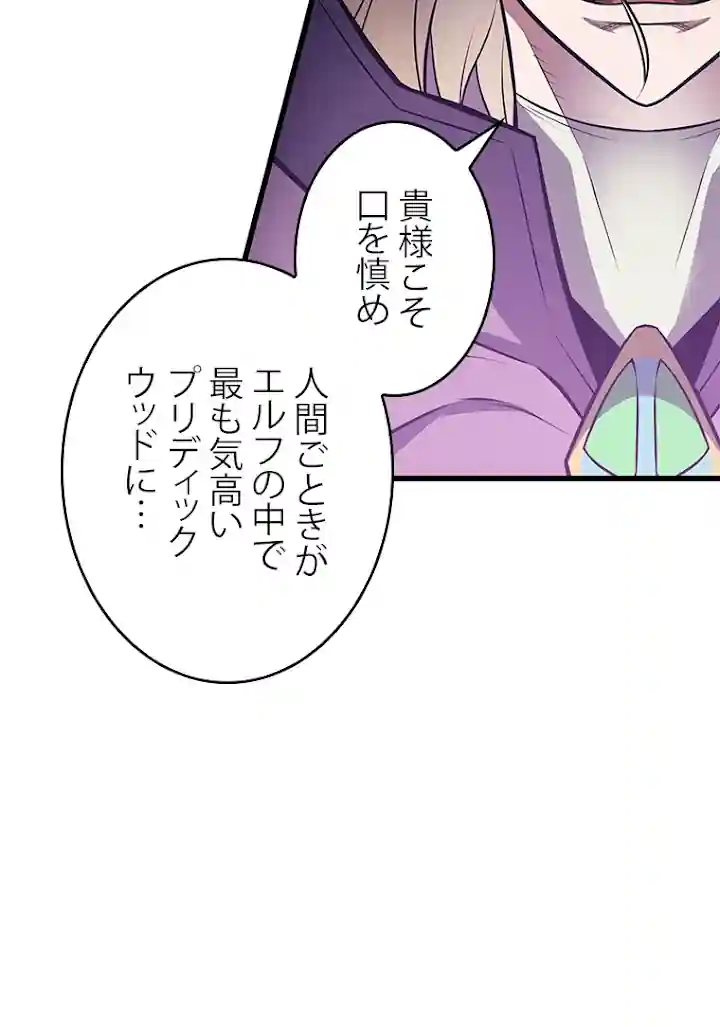 貴様こそ
口を慎め
人間ごときが
エルフの中で
最も気高い
プリディック
ウッドに…